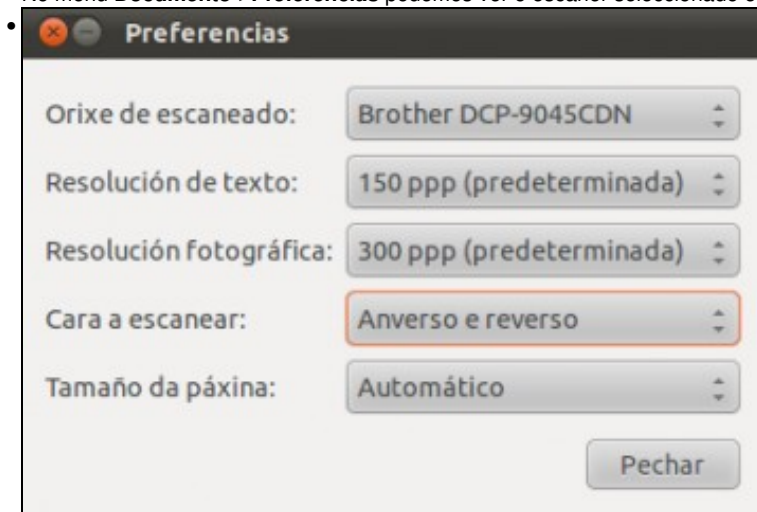 Preferencias
Orixe de escaneado: Brother DCP-9045CDN
Resolución de texto: 150 ppp (predeterminada)
Resolución fotográfica: 300 ppp (predeterminada)
Cara a escanear: Anverso e reverso
Tamaño da páxina: Automático
Pechar